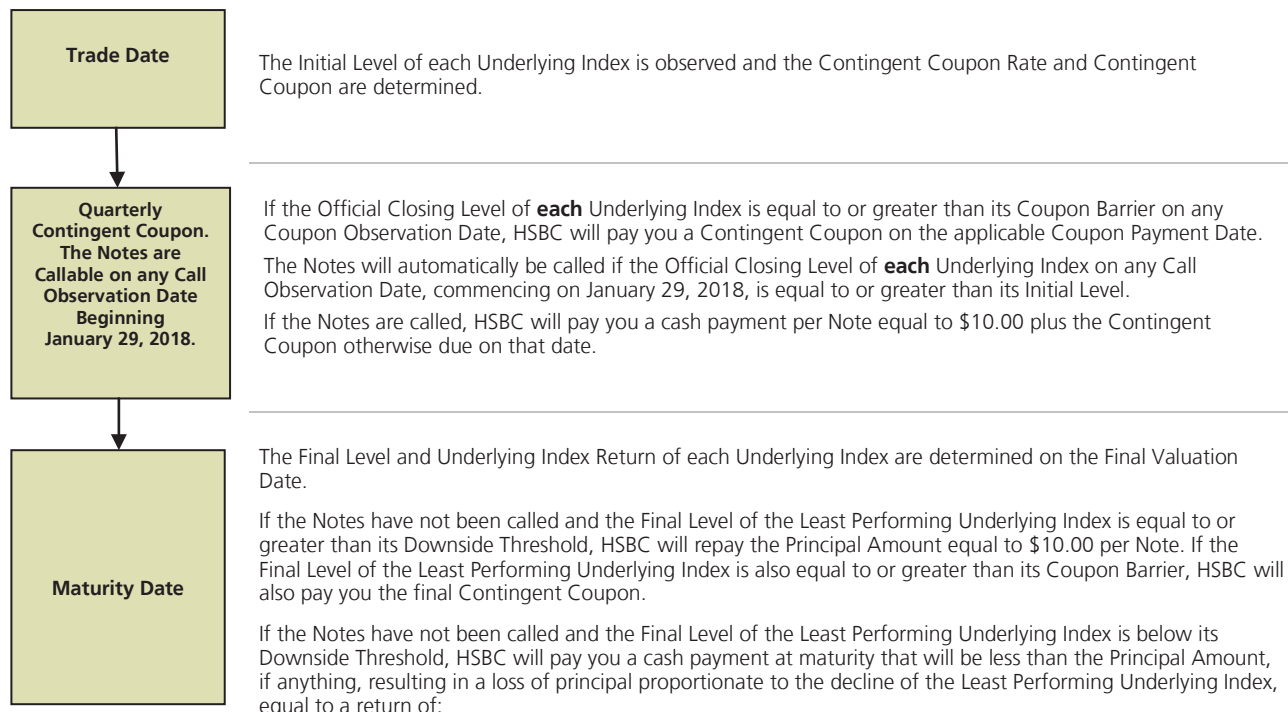 Trade Date
The Initial Level of each Underlying Index is observed and the Contingent Coupon Rate and Contingent
Coupon are determined.
Quarterly
Contingent Coupon.
The Notes are
Callable on any Call
Observation Date
Beginning
January 29, 2018.
If the Official Closing Level of each Underlying Index is equal to or greater than its Coupon Barrier on any
Coupon Observation Date, HSBC will pay you a Contingent Coupon on the applicable Coupon Payment Date.
The Notes will automatically be called if the Official Closing Level of each Underlying Index on any Call
Observation Date, commencing on January 29, 2018, is equal to or greater than its Initial Level.
If the Notes are called, HSBC will pay you a cash payment per Note equal to $10.00 plus the Contingent
Coupon otherwise due on that date.
Maturity Date
The Final Level and Underlying Index Return of each Underlying Index are determined on the Final Valuation
Date.
If the Notes have not been called and the Final Level of the Least Performing Underlying Index is equal to or
greater than its Downside Threshold, HSBC will repay the Principal Amount equal to $10.00 per Note. If the
Final Level of the Least Performing Underlying Index is also equal to or greater than its Coupon Barrier, HSBC will
also pay you the final Contingent Coupon.
If the Notes have not been called and the Final Level of the Least Performing Underlying Index is below its
Downside Threshold, HSBC will pay you a cash payment at maturity that will be less than the Principal Amount,
if anything, resulting in a loss of principal proportionate to the decline of the Least Performing Underlying Index,
equal to a return of: